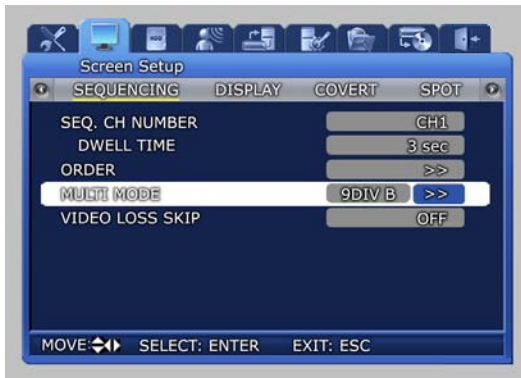 Screen Setup
SEQUENCING DISPLAY COVERT SPOT
SEQ. CH NUMBER CH1
DWELL TIME 3 sec
ORDER >>
MULTI MODE 9DIV B >>
VIDEO LOSS SKIP OFF
MOVE: SELECT: ENTER EXIT: ESC